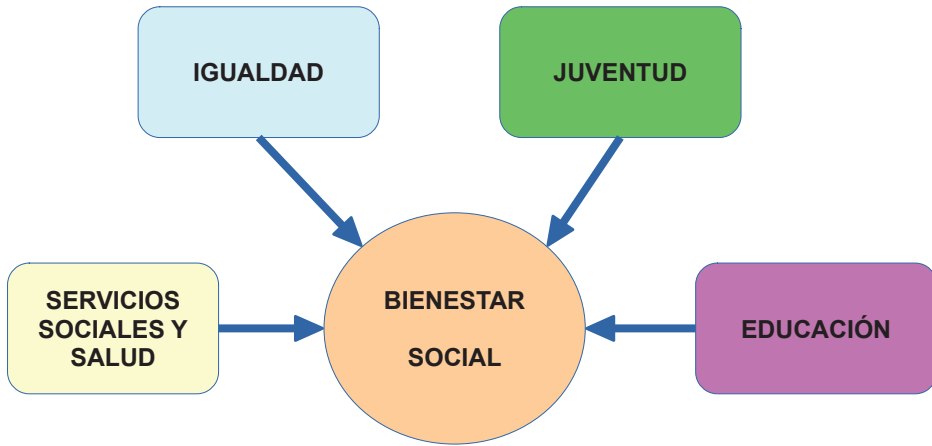 IGUALDAD
JUVENTUD
SERVICIOS
SOCIALES Y
SALUD
BIENESTAR
SOCIAL
EDUCACIÓN